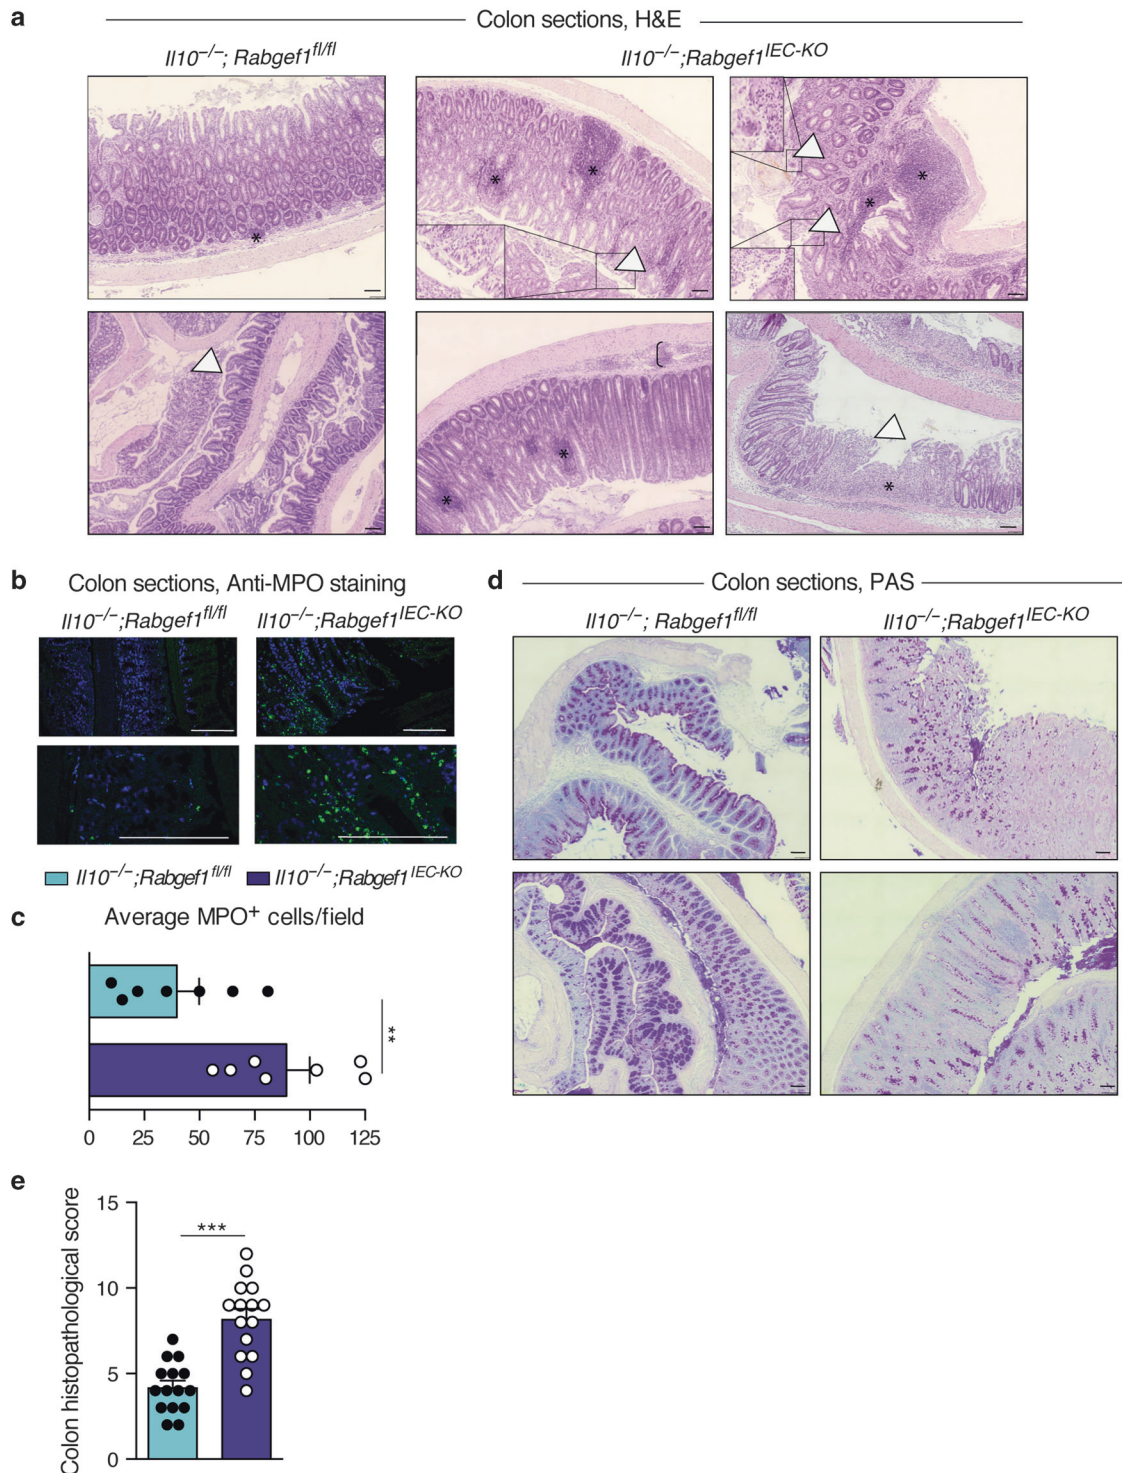 a
Colon sections, H&E
Il10−/−; Rabgef1fl/fl
Il10−/−;Rabgef1IEC-KO
*
*
*
*
*
*
*
*
b
Colon sections, Anti-MPO staining
Il10−/−;Rabgef1fl/fl
Il10−/−;Rabgef1IEC-KO
Il10−/−;Rabgef1fl/fl
Il10−/−;Rabgef1IEC-KO
c
Average MPO+ cells/field
**
0 25 50 75 100 125
d
Colon sections, PAS
Il10−/−; Rabgef1fl/fl
Il10−/−;Rabgef1IEC-KO
e
Colon histopathological score
15
10
5
0
***